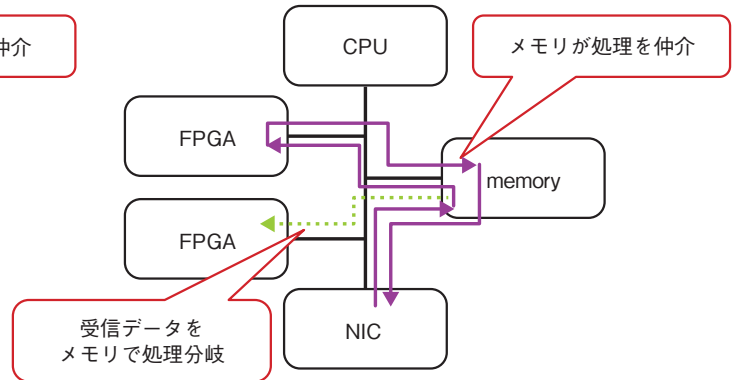 仲介
CPU
メモリが処理を仲介
FPGA
memory
FPGA
受信データを
メモリで処理分岐
NIC